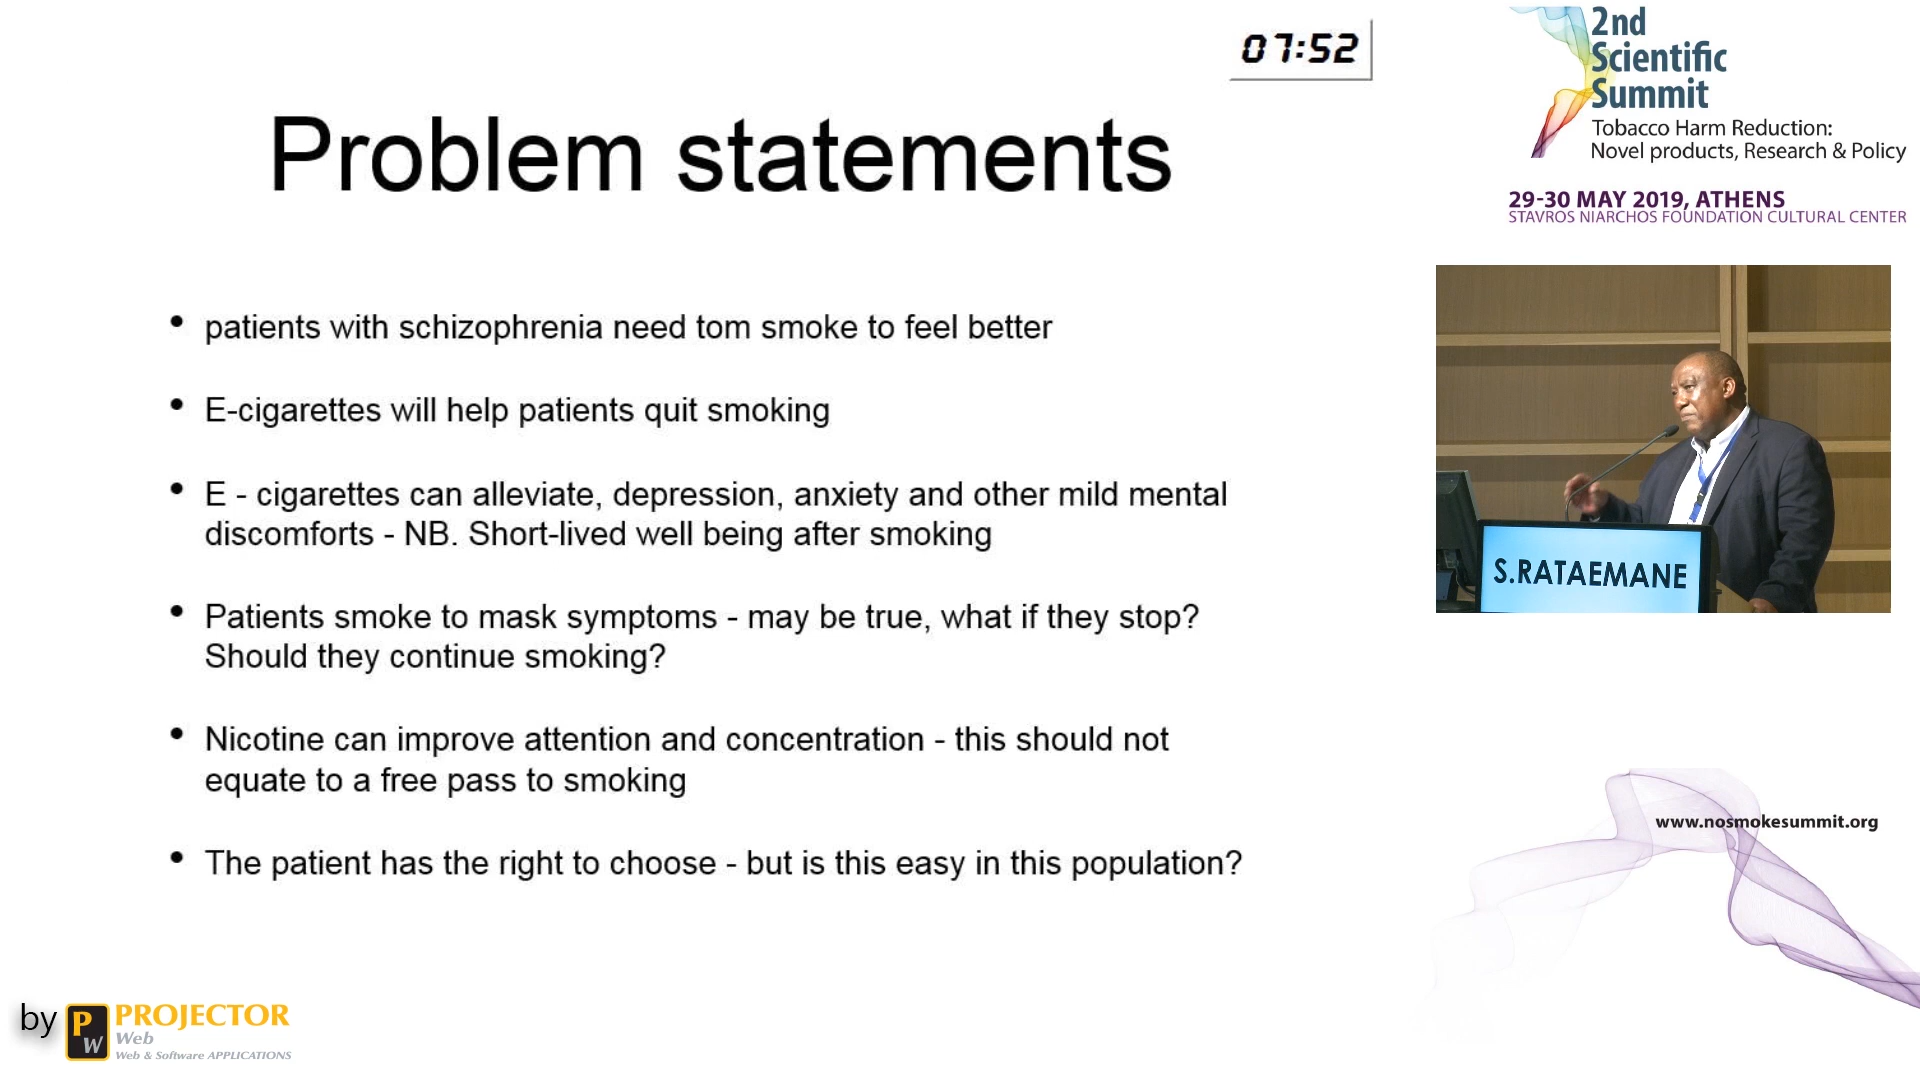 07:52
Problem statements
• patients with schizophrenia need tom smoke to feel better
• E-cigarettes will help patients quit smoking
• E - cigarettes can alleviate, depression, anxiety and other mild mental
discomforts - NB. Short-lived well being after smoking
• Patients smoke to mask symptoms - may be true, what if they stop?
Should they continue smoking?
• Nicotine can improve attention and concentration - this should not
equate to a free pass to smoking
• The patient has the right to choose - but is this easy in this population?
2nd
Scientific
Summit
Tobacco Harm Reduction:
Novel products, Research & Policy
29-30 MAY 2019, ATHENS
STAVROS NIARCHOS FOUNDATION CULTURAL CENTER
S.RATAEMANE
www.nosmokesummit.org
by PW PROJECTOR
Web
Web & Software APPLICATIONS